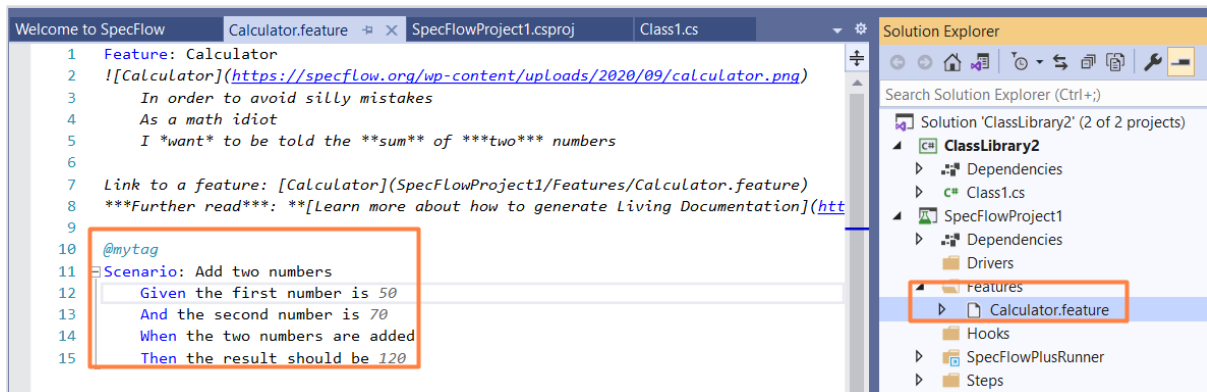 Welcome to SpecFlow
Calculator.feature
SpecFlowProject1.csproj
Class1.cs
1 Feature: Calculator
2 ![Calculator](https://specflow.org/wp-content/uploads/2020/09/calculator.png)
3 In order to avoid silly mistakes
4 As a math idiot
5 I *want* to be told the **sum** of ***two*** numbers
6
7 Link to a feature: [Calculator](SpecFlowProject1/Features/Calculator.feature)
8 ***Further read***: **[Learn more about how to generate Living Documentation](htt
9
10 @mytag
11 Scenario: Add two numbers
12 Given the first number is 50
13 And the second number is 70
14 When the two numbers are added
15 Then the result should be 120
Solution Explorer
Search Solution Explorer (Ctrl+;)
Solution 'ClassLibrary2' (2 of 2 projects)
C# ClassLibrary2
Dependencies
C# Class1.cs
SpecFlowProject1
Dependencies
Drivers
Features
Calculator.feature
Hooks
SpecFlowPlusRunner
Steps